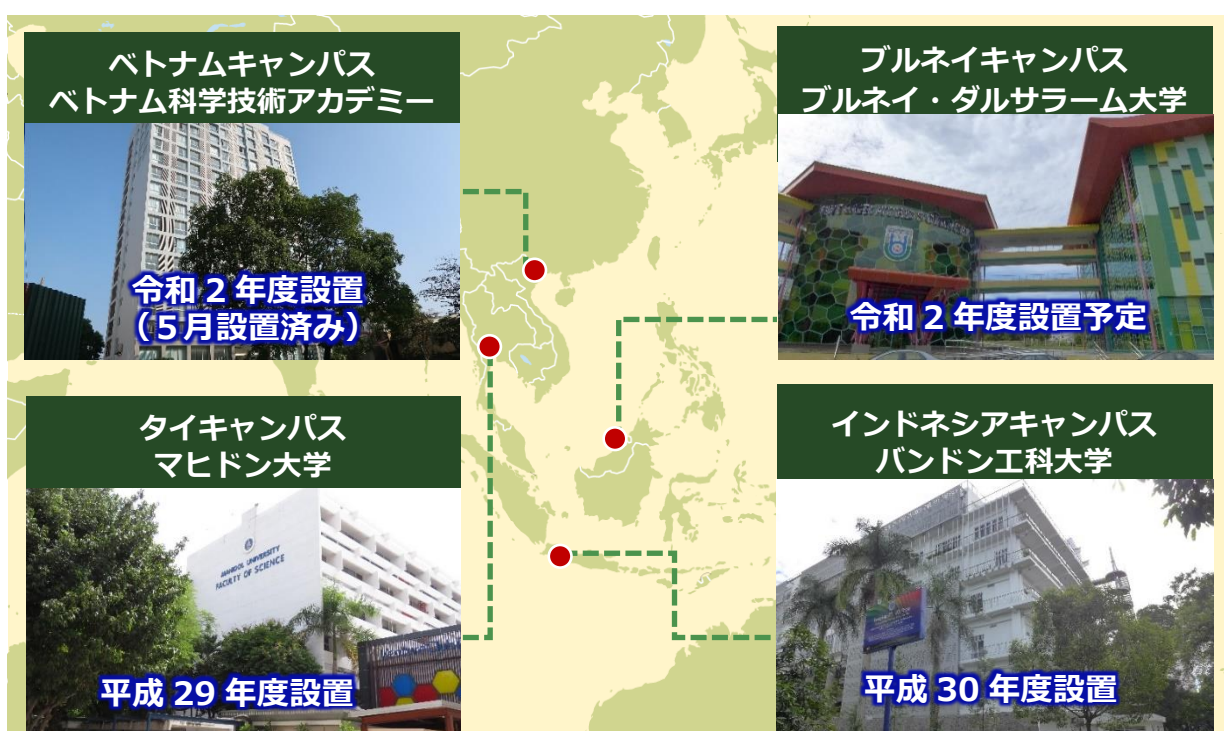 ベトナムキャンパス
ベトナム科学技術アカデミー
令和 2 年度設置
（５月設置済み）
ブルネイキャンパス
ブルネイ・ダルサラーム大学
令和 2 年度設置予定
タイキャンパス
マヒドン大学
MAHIDOL UNIVERSITY
FACULTY OF SCIENCE
平成 29 年度設置
インドネシアキャンパス
バンドン工科大学
平成 30 年度設置